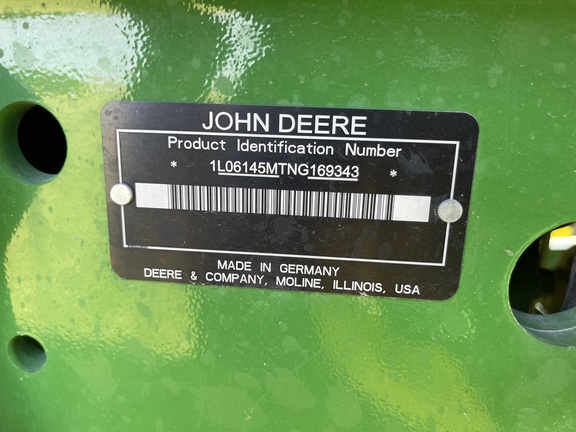 JOHN DEERE
Product Identification Number
* 1L06145MTNG169343 *
MADE IN GERMANY
DEERE & COMPANY, MOLINE, ILLINOIS, USA